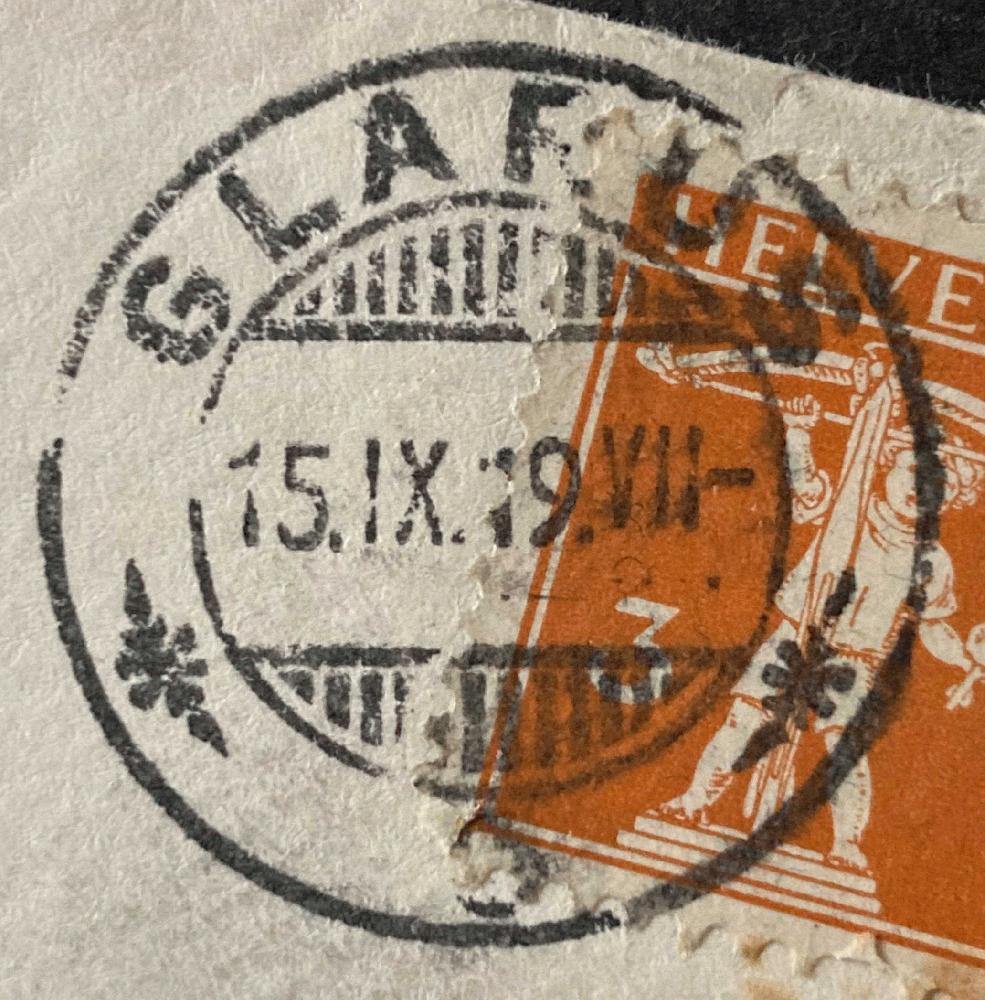 GLARUS
HELVE
15.IX.19.VII-
3